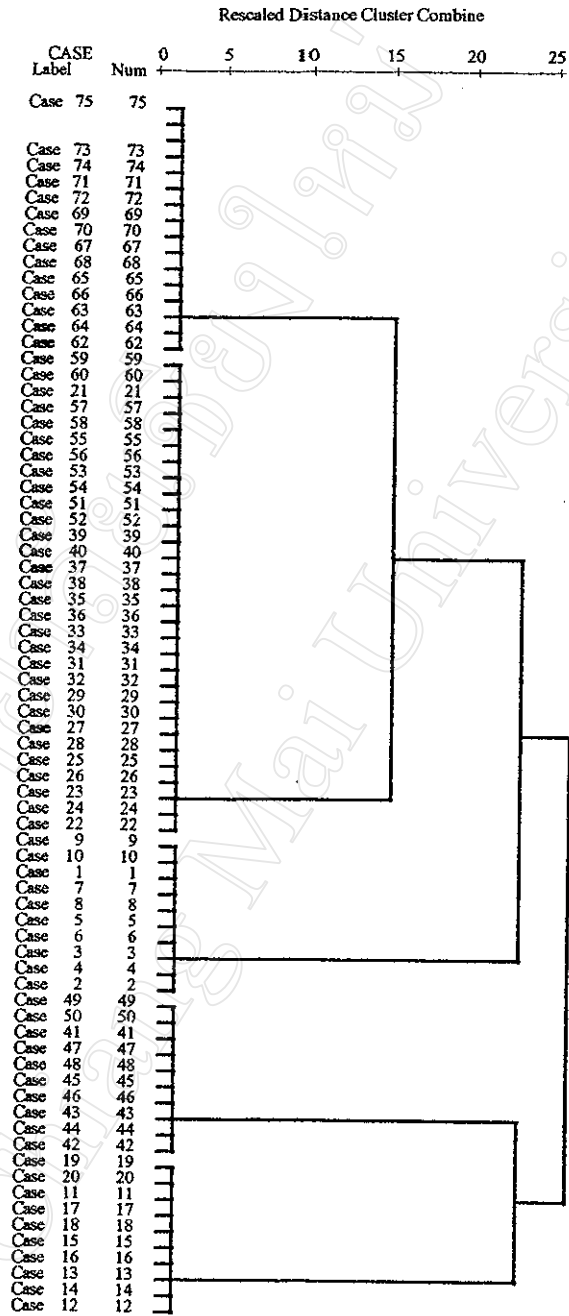 Rescaled Distance Cluster Combine
CASE 0 5 10 15 20 25
Label Num
Case 75 75
Case 73 73
Case 74 74
Case 71 71
Case 72 72
Case 69 69
Case 70 70
Case 67 67
Case 68 68
Case 65 65
Case 66 66
Case 63 63
Case 64 64
Case 62 62
Case 59 59
Case 60 60
Case 21 21
Case 57 57
Case 58 58
Case 55 55
Case 56 56
Case 53 53
Case 54 54
Case 51 51
Case 52 52
Case 39 39
Case 40 40
Case 37 37
Case 38 38
Case 35 35
Case 36 36
Case 33 33
Case 34 34
Case 31 31
Case 32 32
Case 29 29
Case 30 30
Case 27 27
Case 28 28
Case 25 25
Case 26 26
Case 23 23
Case 24 24
Case 22 22
Case 9 9
Case 10 10
Case 1 1
Case 7 7
Case 8 8
Case 5 5
Case 6 6
Case 3 3
Case 4 4
Case 2 2
Case 49 49
Case 50 50
Case 41 41
Case 47 47
Case 48 48
Case 45 45
Case 46 46
Case 43 43
Case 44 44
Case 42 42
Case 19 19
Case 20 20
Case 11 11
Case 17 17
Case 18 18
Case 15 15
Case 16 16
Case 13 13
Case 14 14
Case 12 12